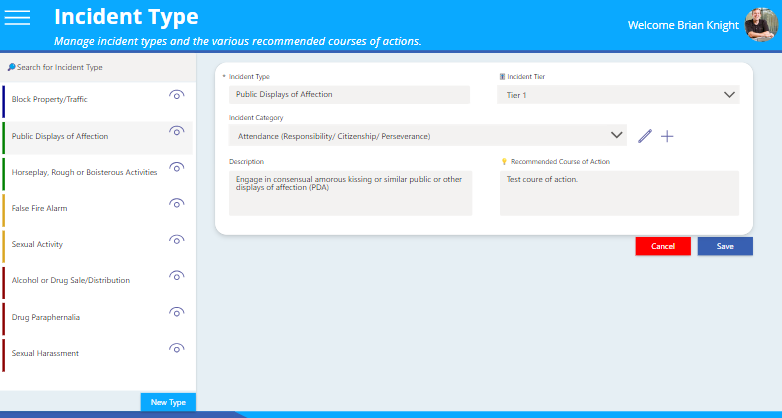 Incident Type
Manage incident types and the various recommended courses of actions.
Welcome Brian Knight
Search for Incident Type
Block Property/Traffic
Public Displays of Affection
Horseplay, Rough or Boisterous Activities
False Fire Alarm
Sexual Activity
Alcohol or Drug Sale/Distribution
Drug Paraphernalia
Sexual Harassment
New Type
* Incident Type
Public Displays of Affection
Incident Tier
Tier 1
Incident Category
Attendance (Responsibility/ Citizenship/ Perseverance)
Description
Engage in consensual amorous kissing or similar public or other
displays of affection (PDA)
Recommended Course of Action
Test coure of action.
Cancel
Save